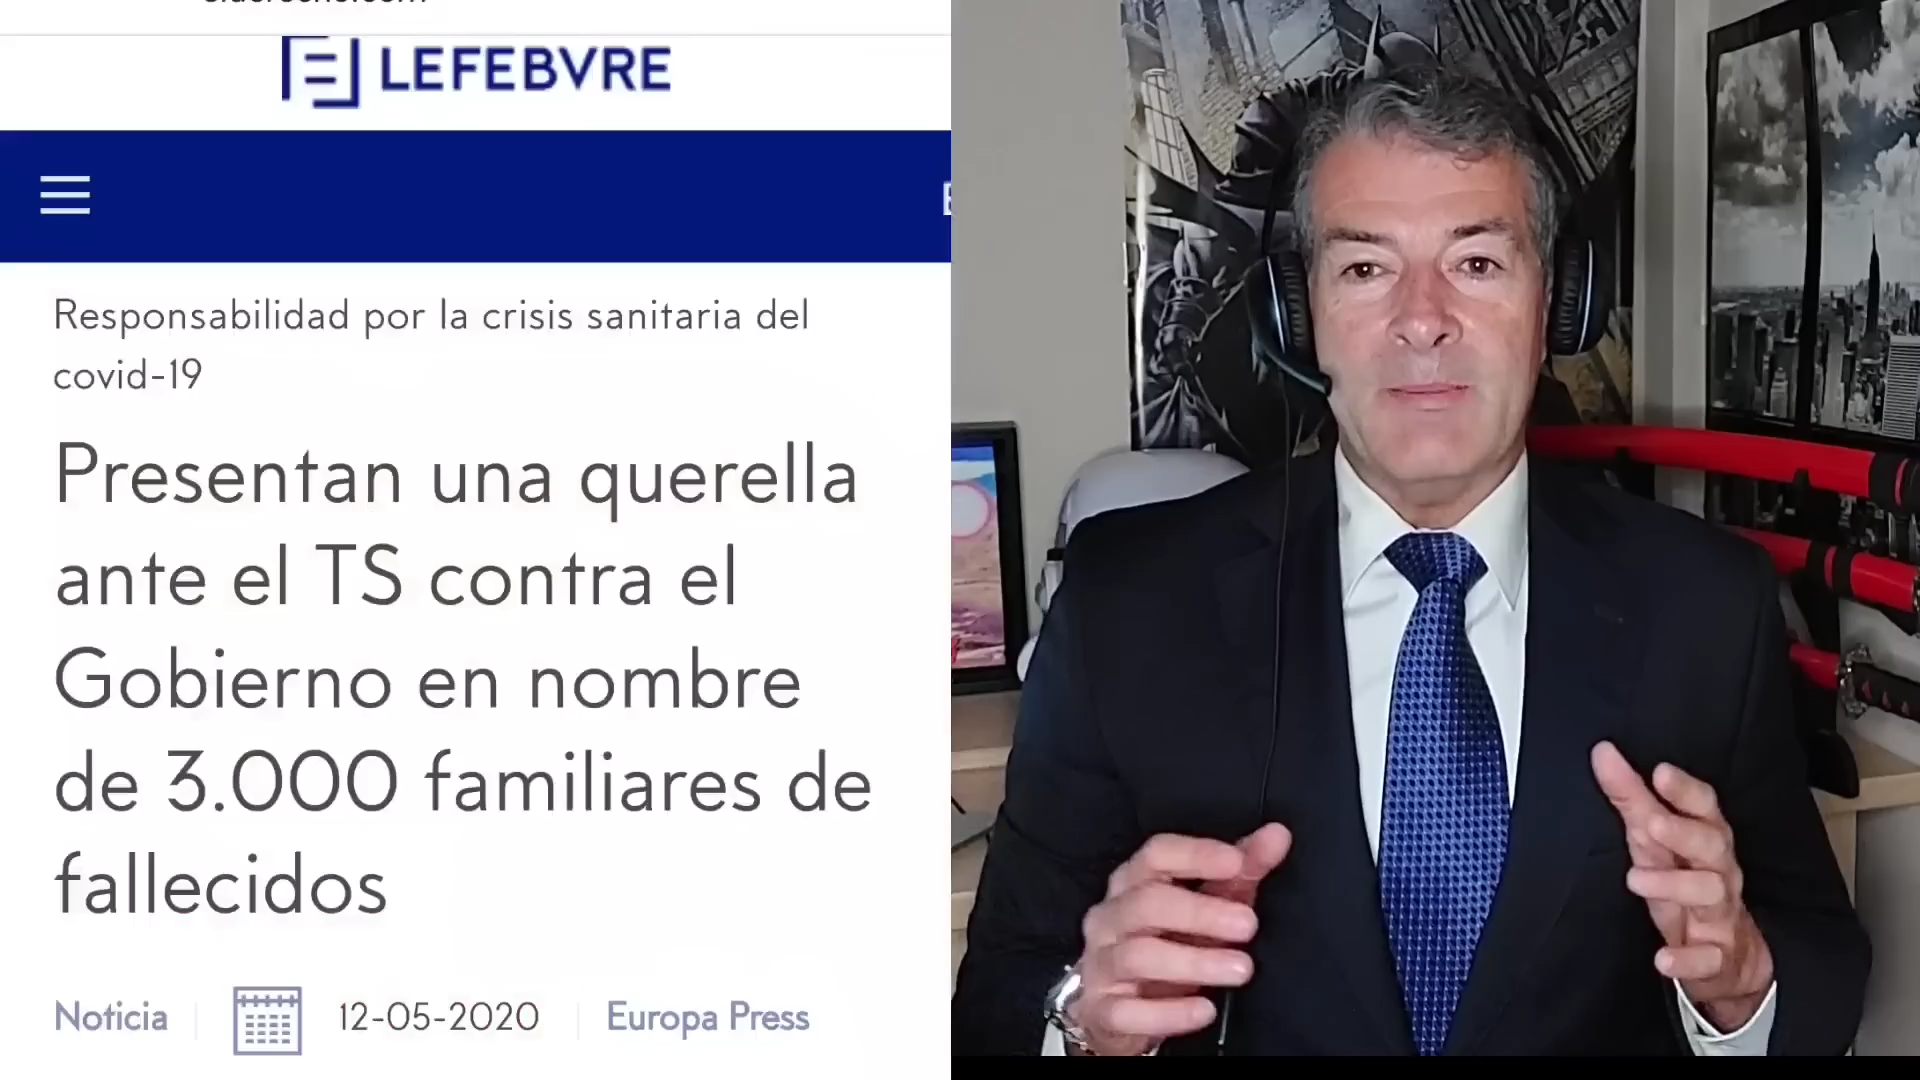 LEFEBVRE
Responsabilidad por la crisis sanitaria del
covid-19
Presentan una querella
ante el TS contra el
Gobierno en nombre
de 3.000 familiares de
fallecidos
Noticia
12-05-2020
Europa Press